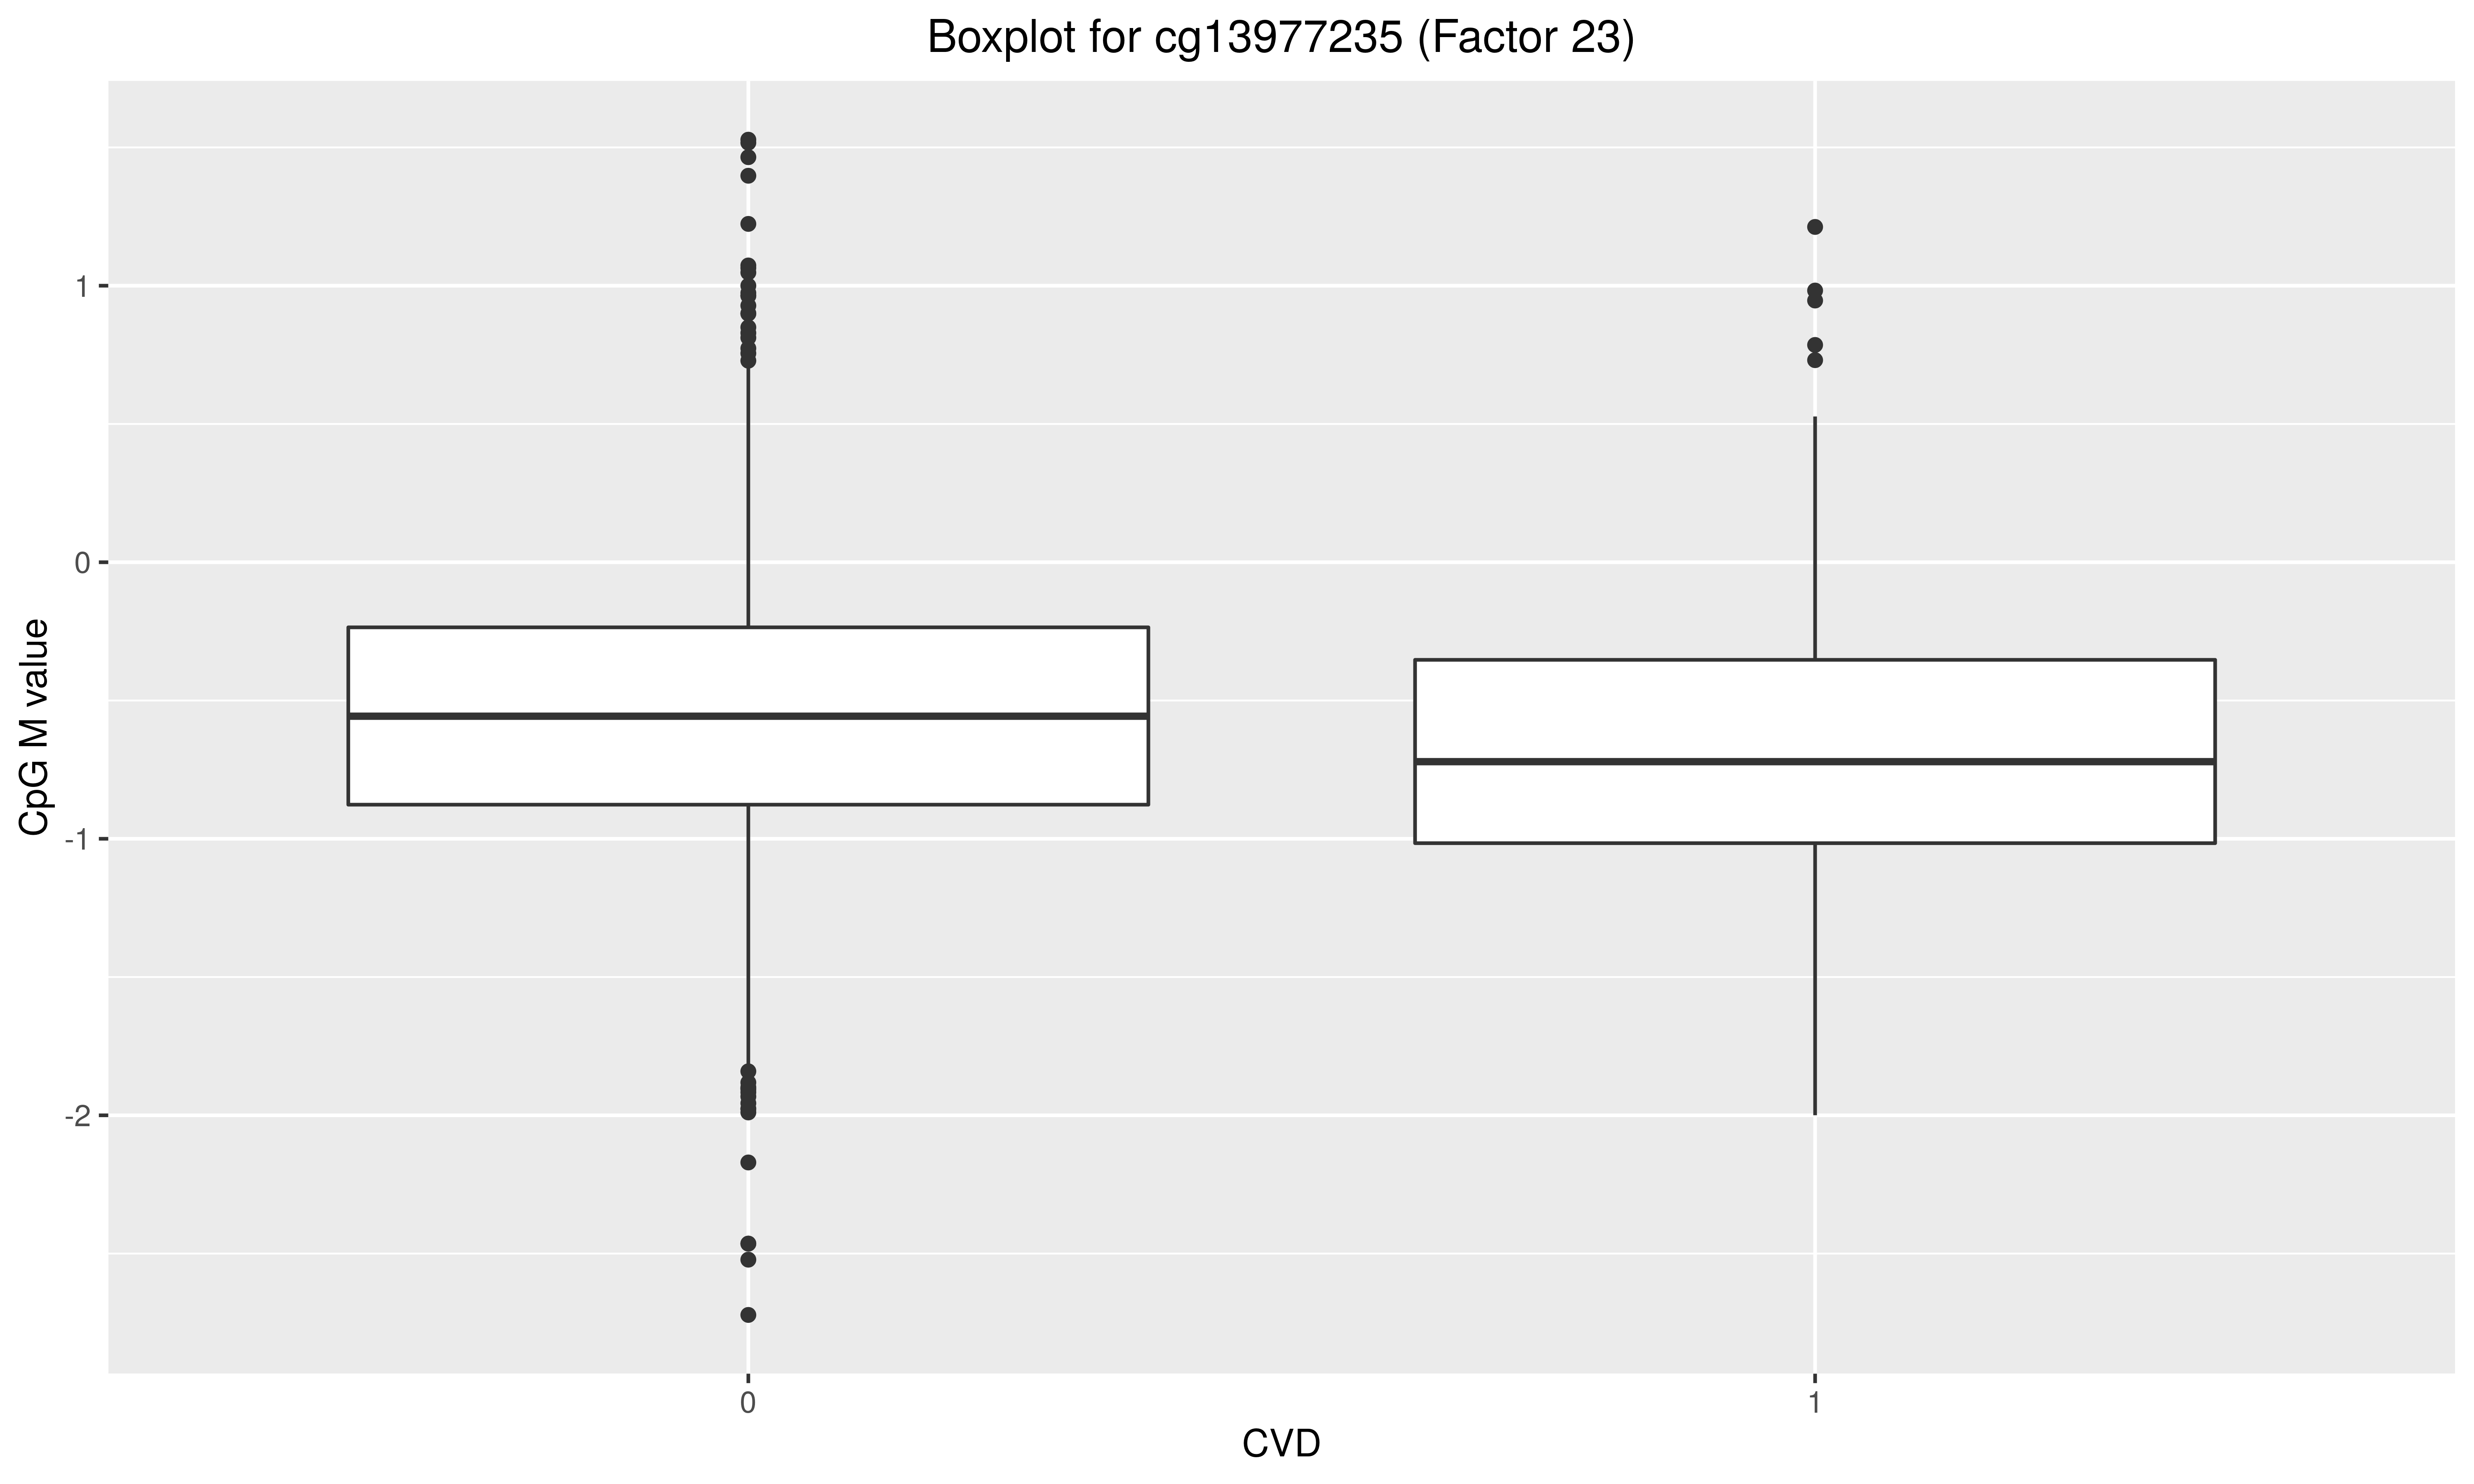 Boxplot for cg13977235 (Factor 23)
1
0
-1
-2
CpG M value
0 1
CVD